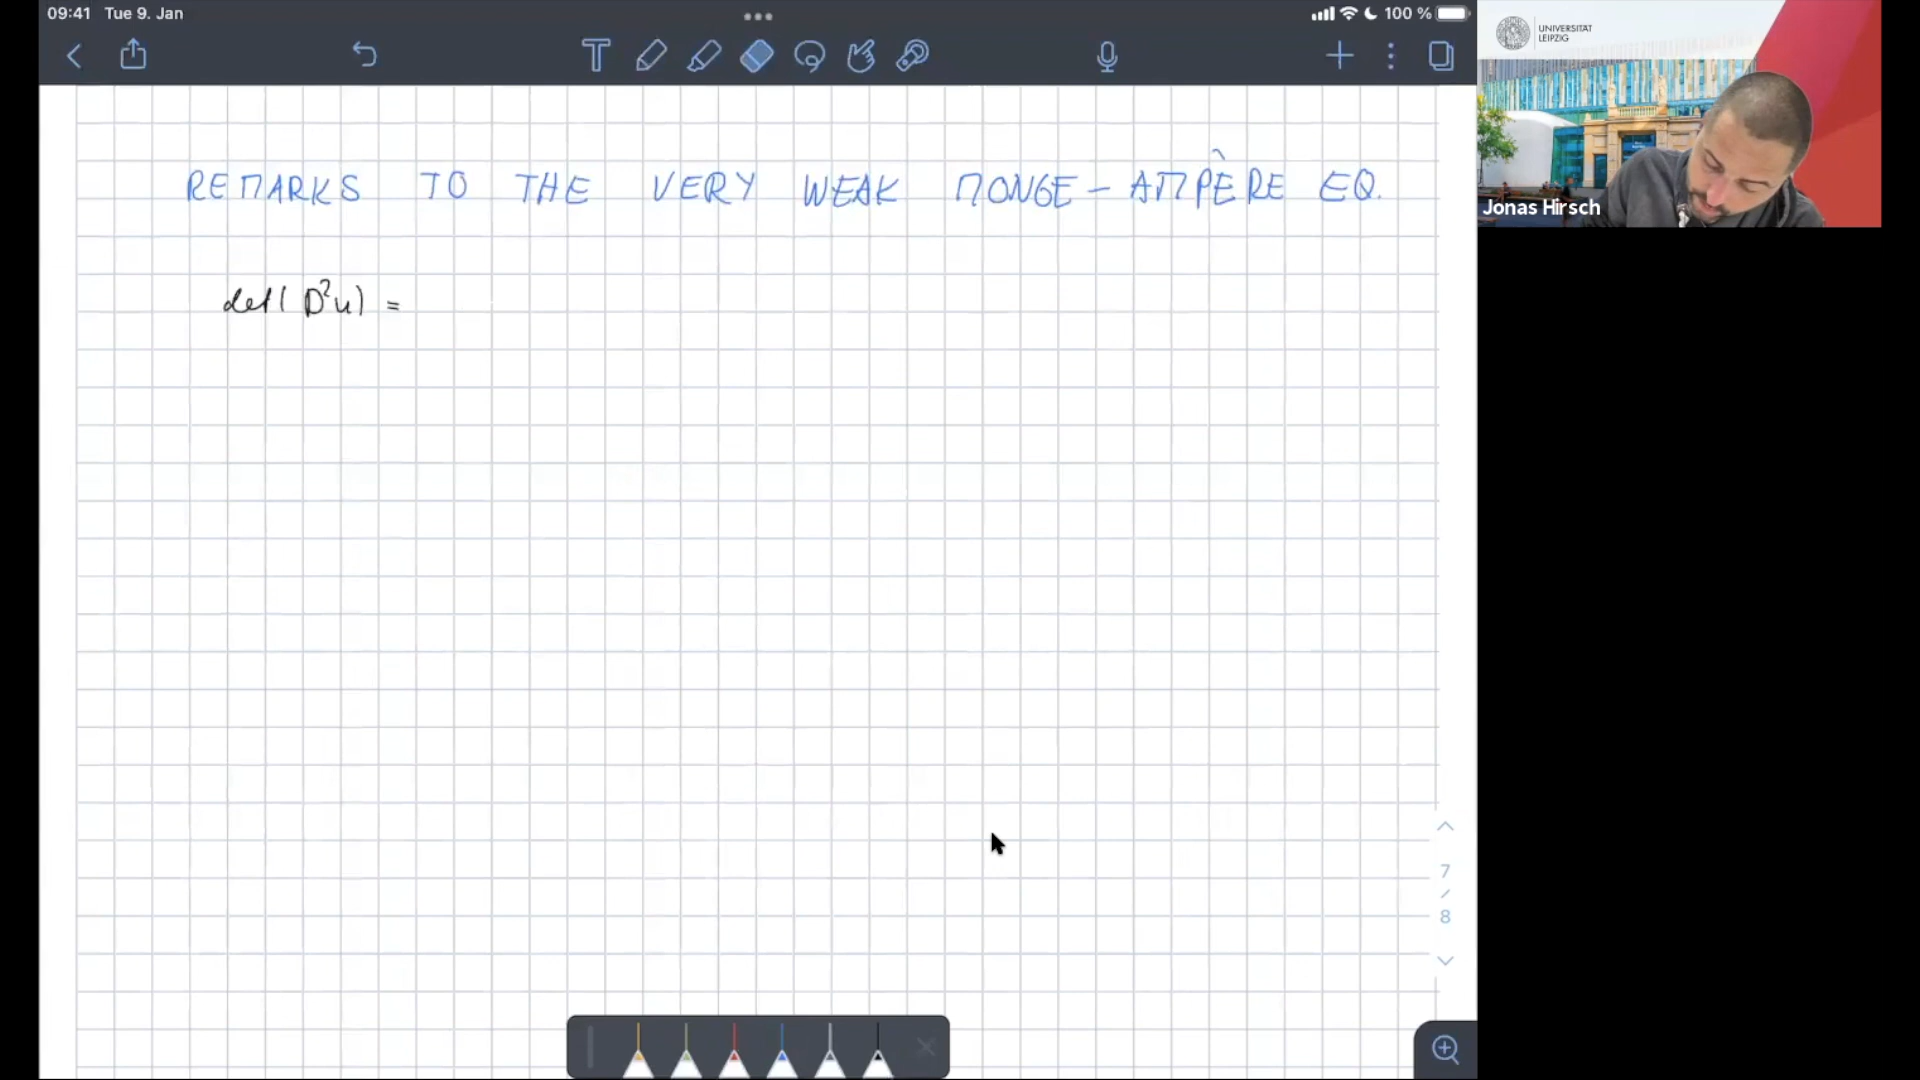 09:41 Tue 9. Jan
100 %
UNIVERSITÄT
LEIPZIG
REMARKS TO THE VERY WEAK MONGE-AMPÈRE EQ.
Jonas Hirsch
det( D²u) =
7
/
8